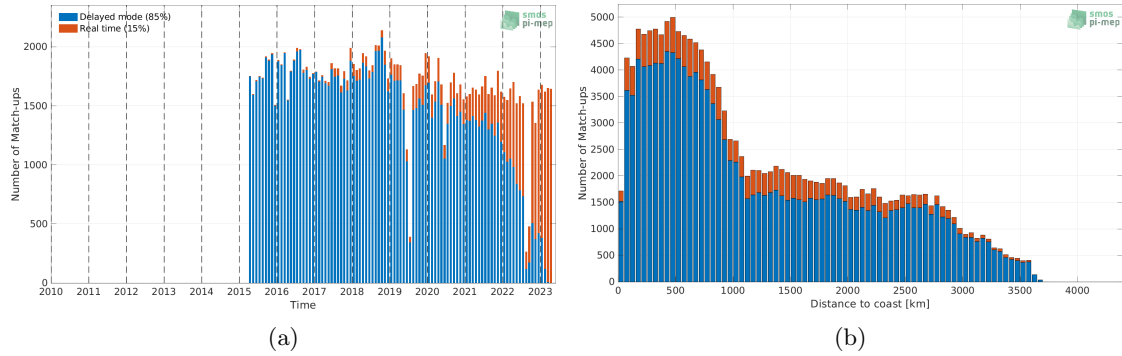 Delayed mode (85%)
Real time (15%)
smos
pi-mep
Number of Match-ups
2000
1500
1000
500
0
2010 2011 2012 2013 2014 2015 2016 2017 2018 2019 2020 2021 2022 2023
Time
(a)
smos
pi-mep
Number of Match-ups
5000
4500
4000
3500
3000
2500
2000
1500
1000
500
0
0 500 1000 1500 2000 2500 3000 3500 4000
Distance to coast [km]
(b)